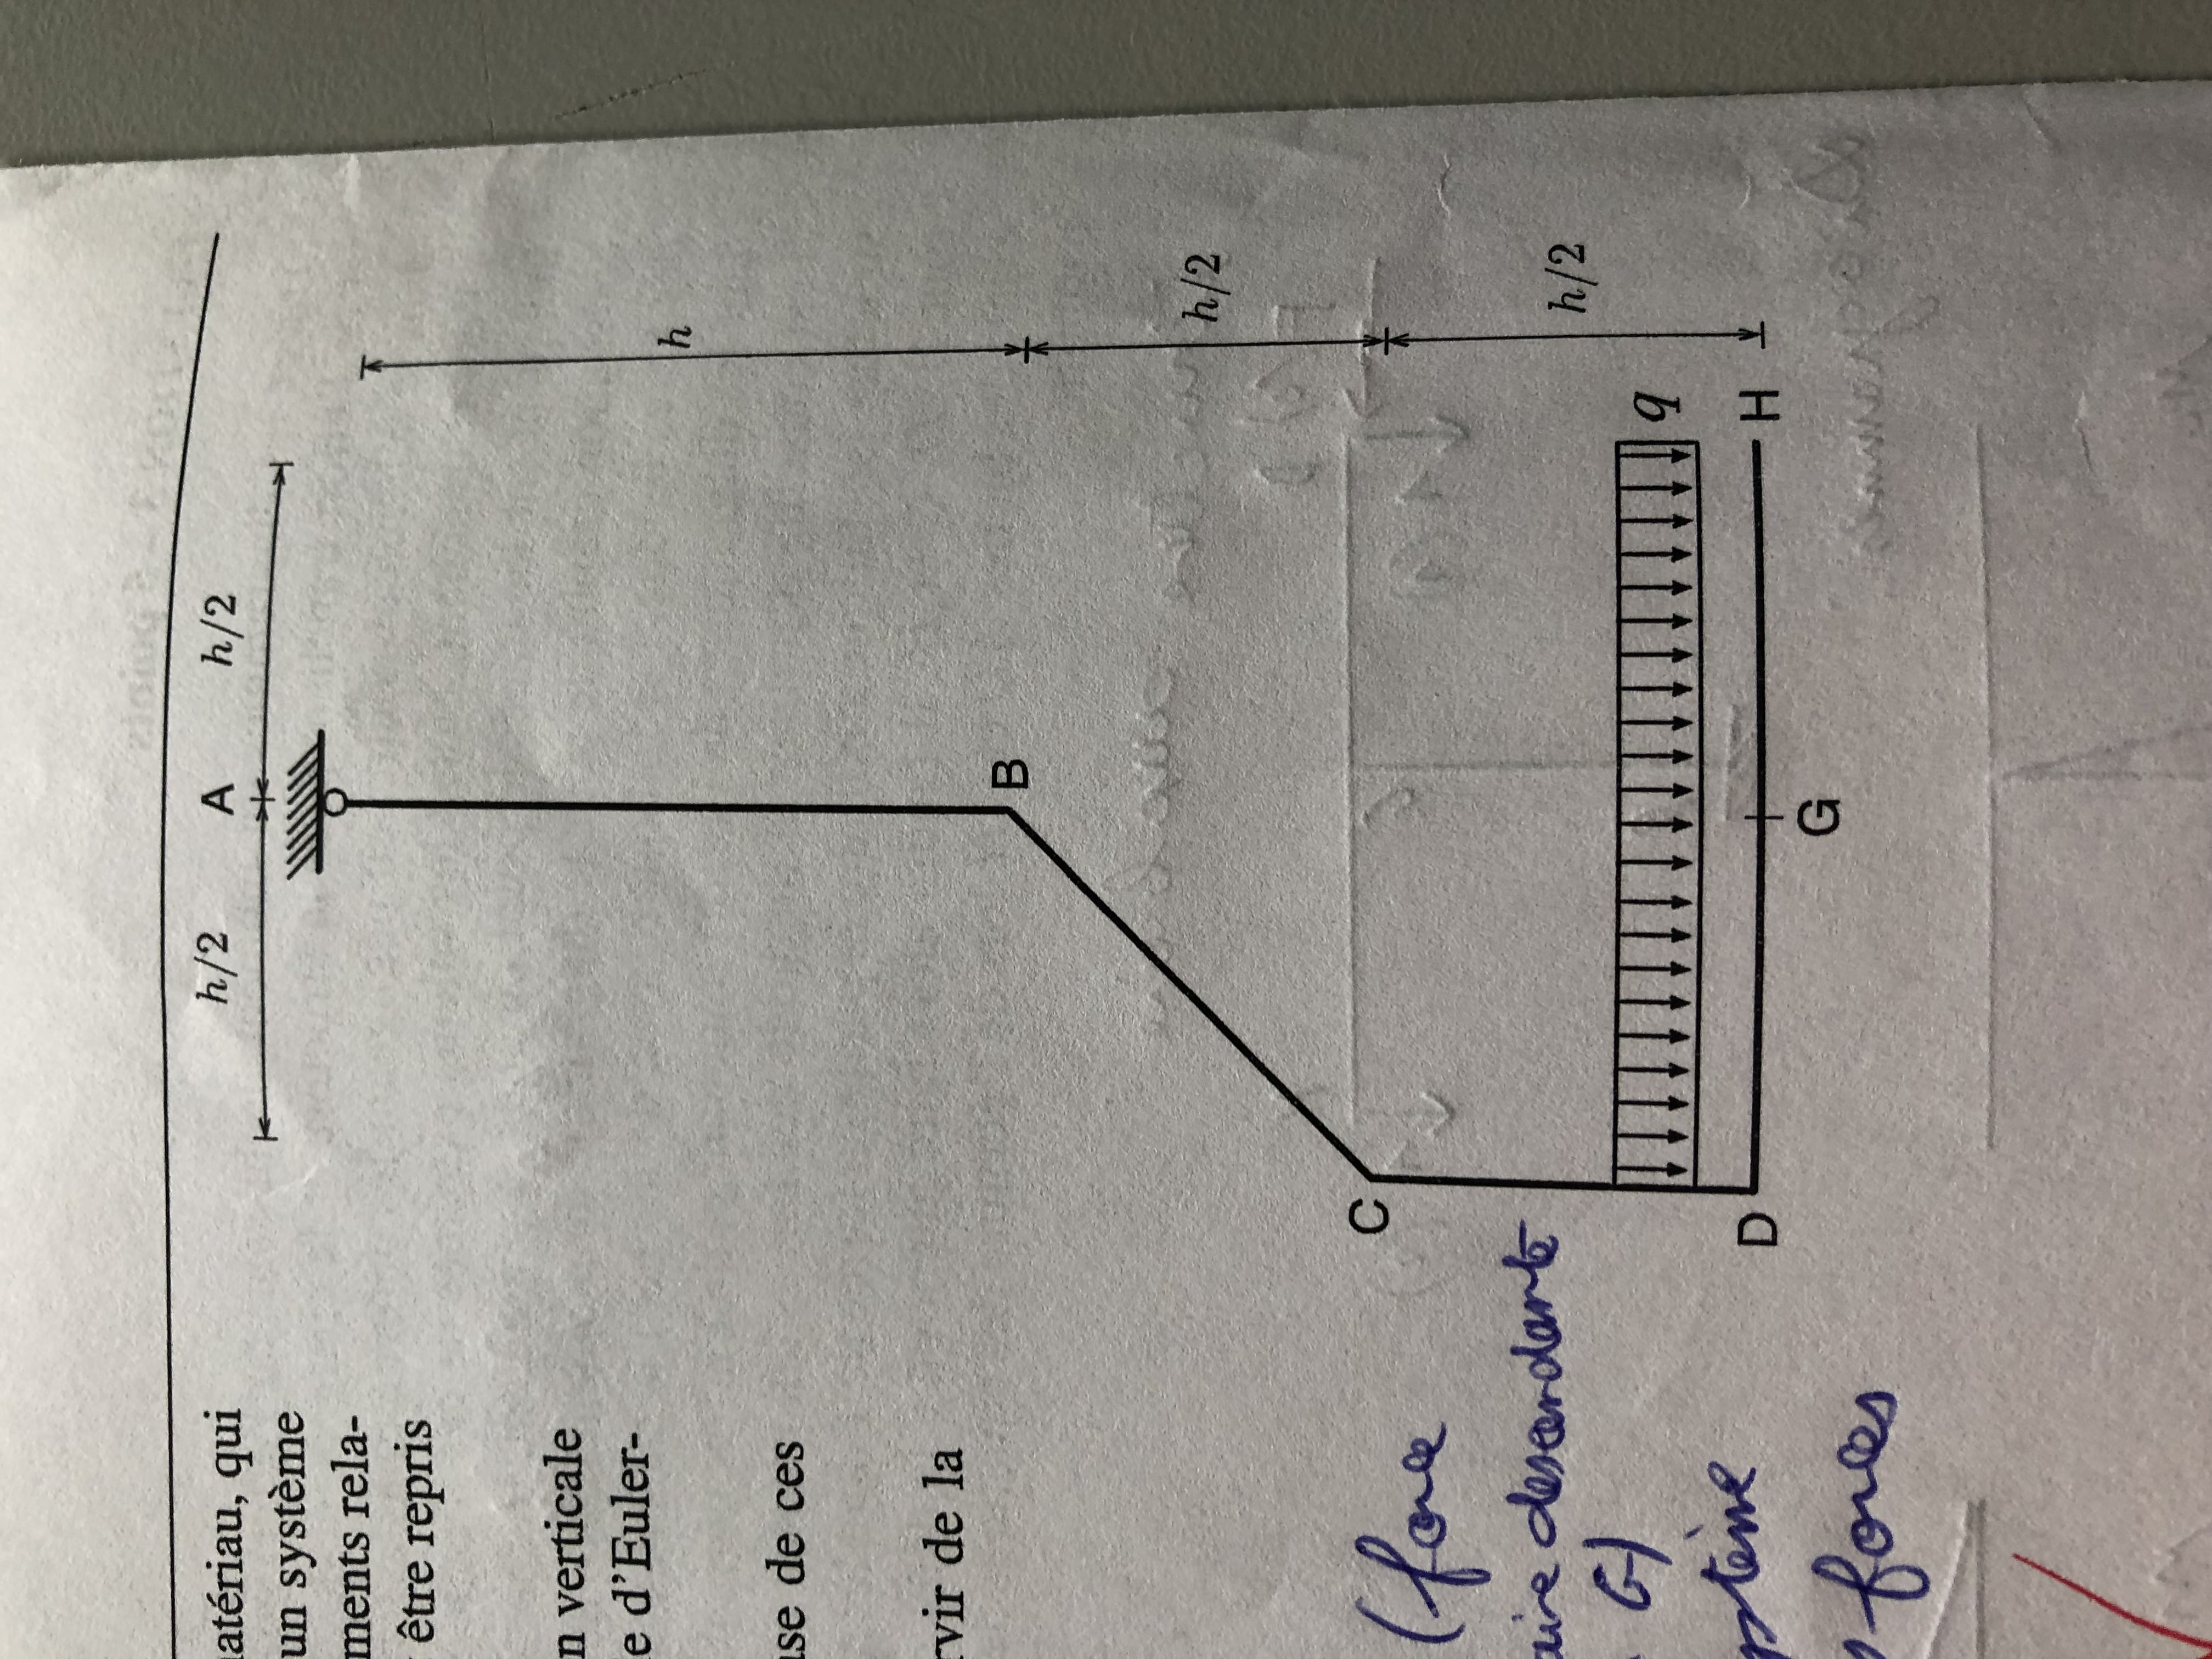 atériau, qui
un système
ments rela-
être repris
n verticale
e d'Euler-
se de ces
rvir de la
(force
aire descendante
G)
système
forces
h/2 A h/2
h
B
h/2
C
h/2
q
D H
G